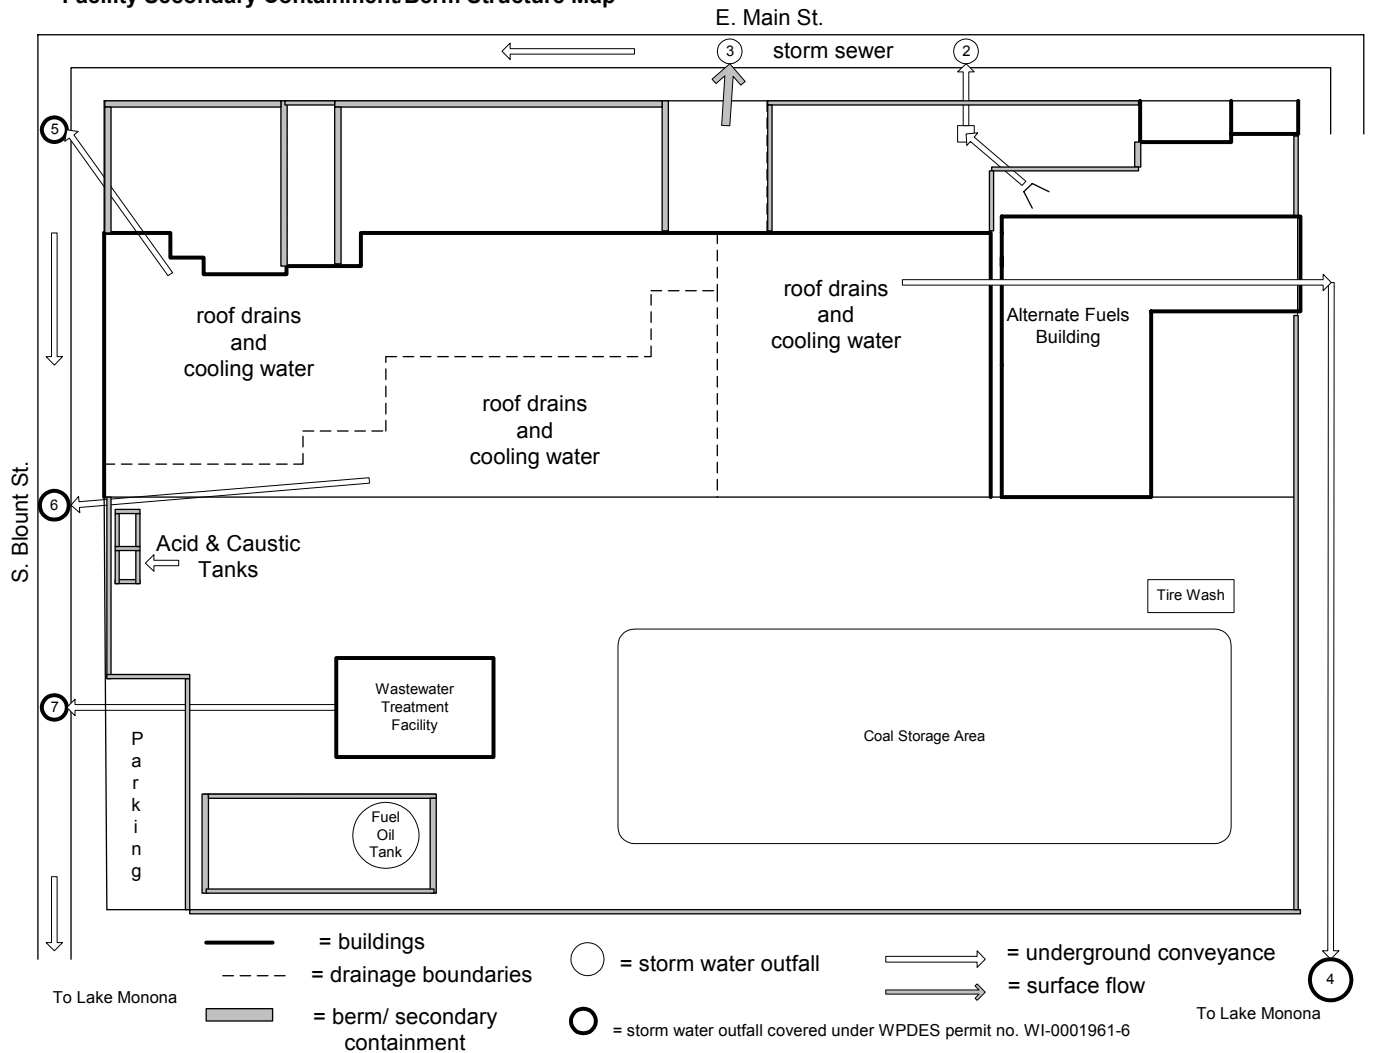 Facility Secondary Containment/Berm Structure Map
E. Main St.
3
storm sewer
2
5
roof drains
and
cooling water
roof drains
and
cooling water
Alternate Fuels
Building
roof drains
and
cooling water
S. Blount St.
6
Acid & Caustic
Tanks
Tire Wash
Wastewater
Treatment
Facility
7
Coal Storage Area
P
a
r
k
i
n
g
Fuel
Oil
Tank
= buildings
= drainage boundaries
= berm/ secondary
containment
= storm water outfall
= storm water outfall covered under WPDES permit no. WI-0001961-6
= underground conveyance
= surface flow
4
To Lake Monona
To Lake Monona